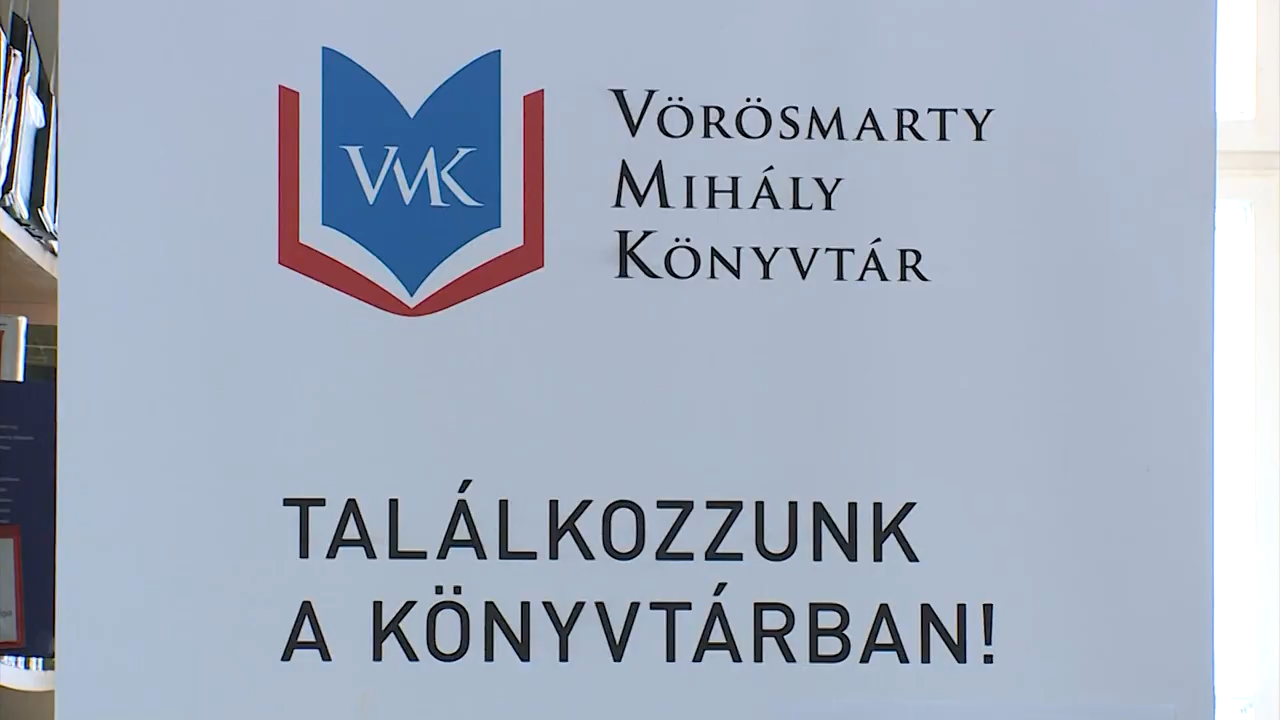 VMK
VÖRÖSMARTY
MIHÁLY
KÖNYVTÁR
TALÁLKOZZUNK
A KÖNYVTÁRBAN!